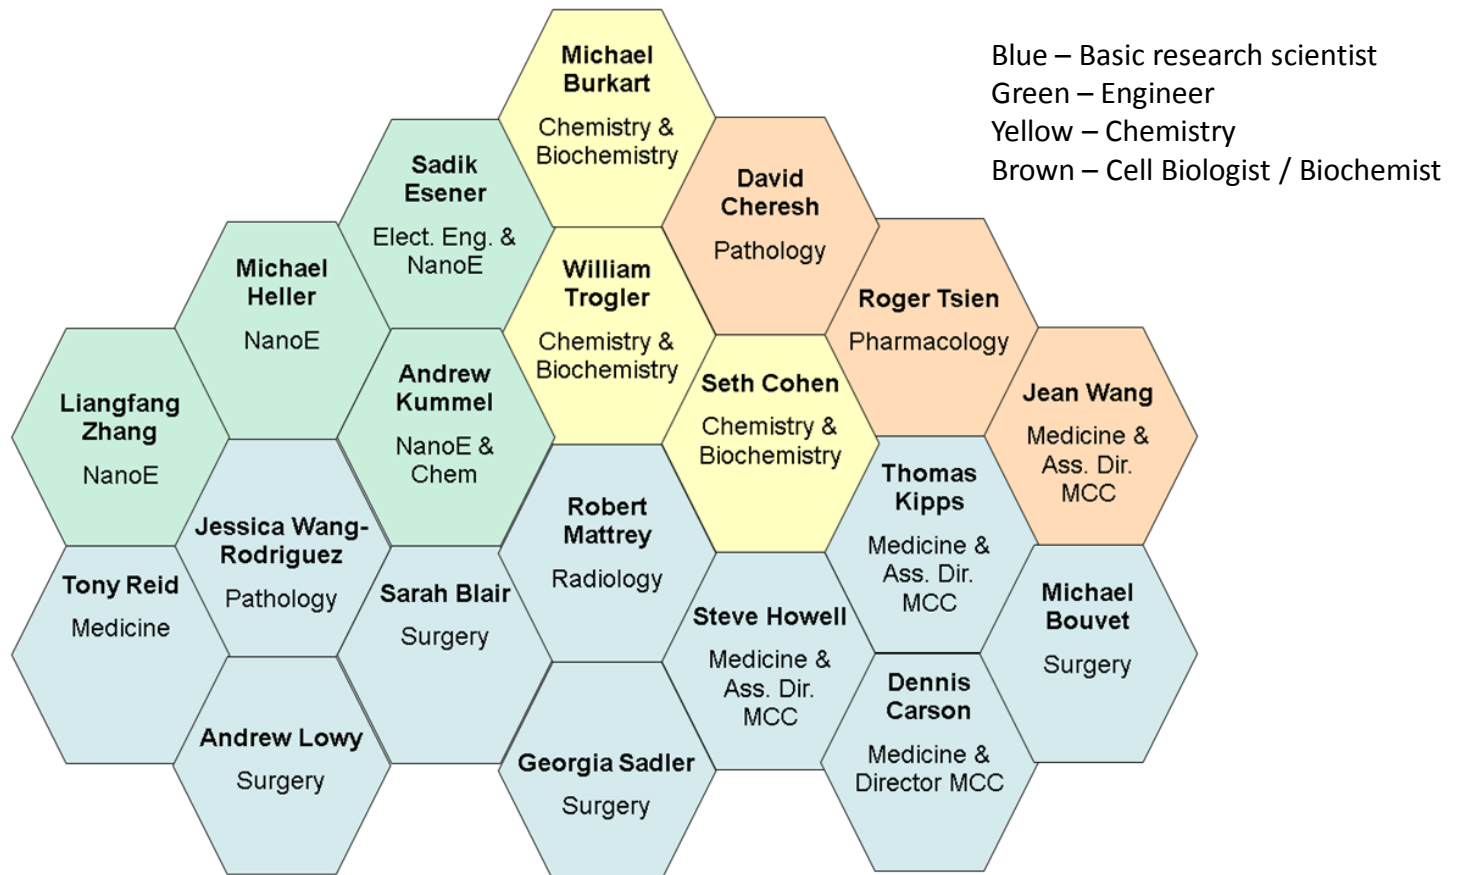 Michael
Burkart
Chemistry &
Biochemistry
Blue – Basic research scientist
Green – Engineer
Yellow – Chemistry
Brown – Cell Biologist / Biochemist
Sadik
Esener
Elect. Eng. &
NanoE
David
Cheresh
Pathology
Michael
Heller
NanoE
William
Trogler
Chemistry &
Biochemistry
Roger Tsien
Pharmacology
Liangfang
Zhang
NanoE
Andrew
Kummel
NanoE &
Chem
Seth Cohen
Chemistry &
Biochemistry
Jean Wang
Medicine &
Ass. Dir.
MCC
Jessica Wang-
Rodriguez
Pathology
Robert
Mattrey
Radiology
Thomas
Kipps
Medicine &
Ass. Dir.
MCC
Tony Reid
Medicine
Sarah Blair
Surgery
Steve Howell
Medicine &
Ass. Dir.
MCC
Michael
Bouvet
Surgery
Andrew Lowy
Surgery
Georgia Sadler
Surgery
Dennis
Carson
Medicine &
Director MCC